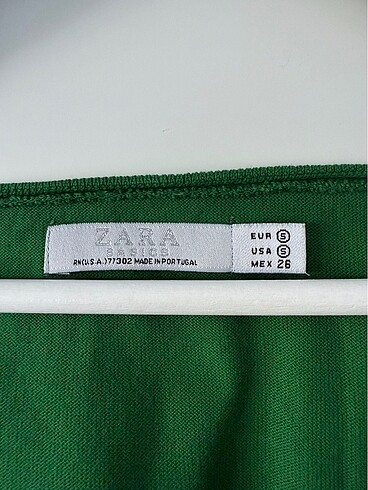 ZARA
BASICS
RN(U.S.A.)77302 MADE IN PORTUGAL
EUR S
USA S
MEX 26